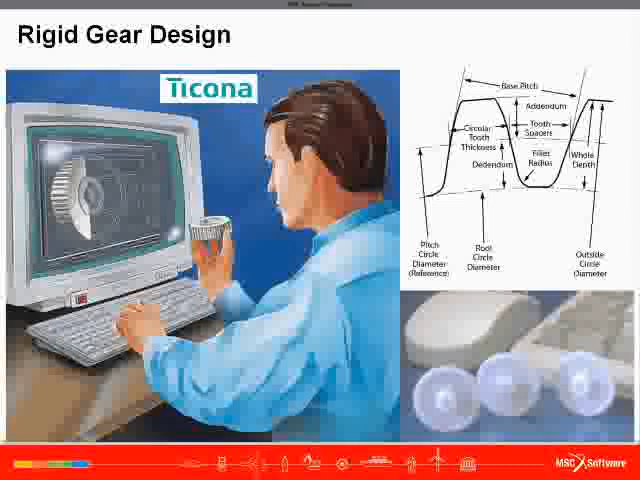 Rigid Gear Design
Ticona
Base Pitch
Addendum
Circular
Tooth
Thickness
Tooth
Spacers
Dedendum
Fillet
Radius
Whole
Depth
Pitch
Circle
Diameter
(Reference)
Root
Circle
Diameter
Outside
Circle
Diameter
MSC Software